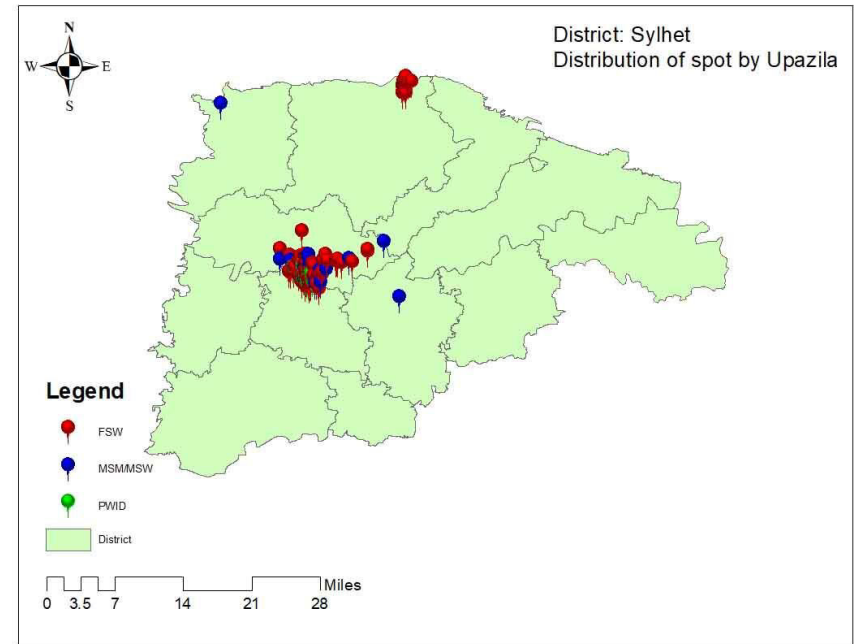 N
W E
S
District: Sylhet
Distribution of spot by Upazila
Legend
FSW
MSM/MSW
PWID
District
Miles
0 3.5 7 14 21 28